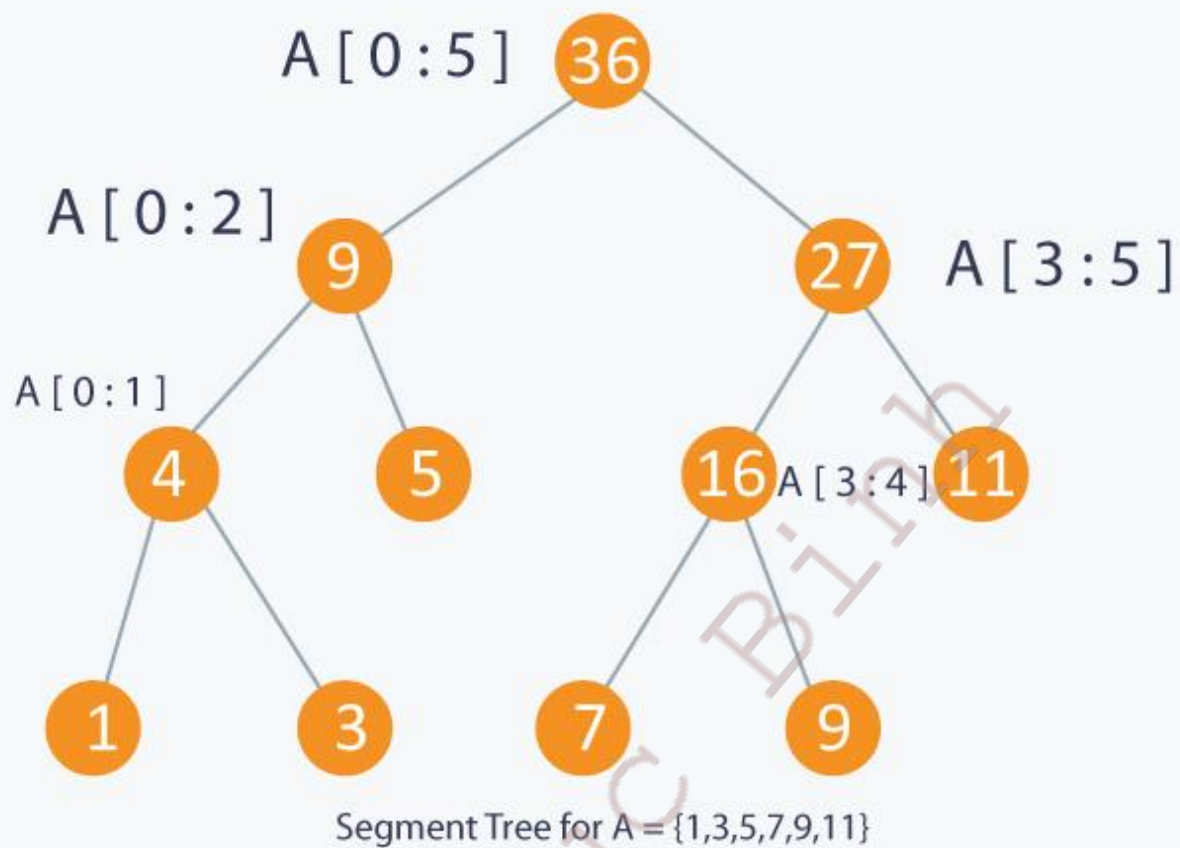 A [ 0 : 5 ] 36
A [ 0 : 2 ] 9 27 A [ 3 : 5 ]
A [ 0 : 1 ]
4 5 16 A [ 3 : 4 ] 11
1 3 7 9
Binh
Segment Tree for A = {1,3,5,7,9,11}